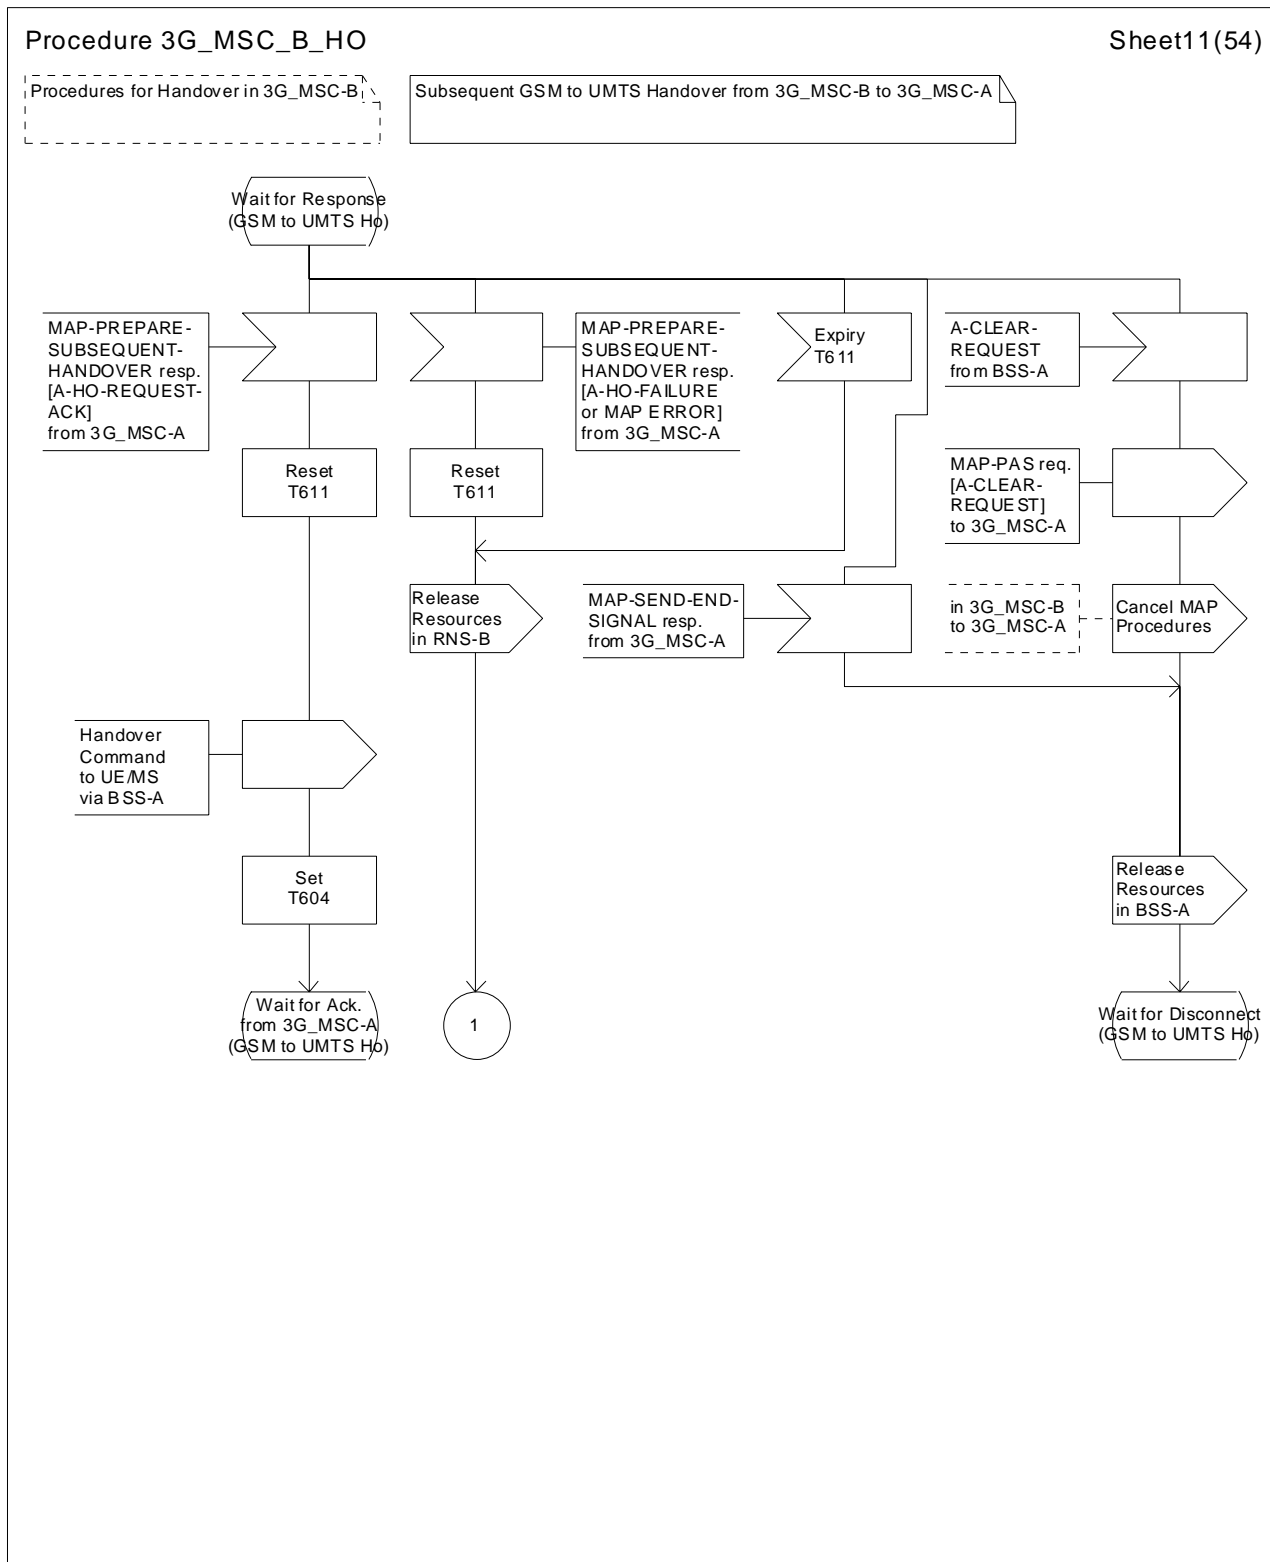 Procedure 3G_MSC_B_HO
Sheet11(54)
Procedures for Handover in 3G_MSC-B
Subsequent GSM to UMTS Handover from 3G_MSC-B to 3G_MSC-A
Wait for Response
(GSM to UMTS Ho)
MAP-PREPARE-
SUBSEQUENT-
HANDOVER resp.
[A-HO-REQUEST-
ACK]
from 3G_MSC-A
MAP-PREPARE-
SUBSEQUENT-
HANDOVER resp.
[A-HO-FAILURE
or MAP ERROR]
from 3G_MSC-A
Expiry
T611
A-CLEAR-
REQUEST
from BSS-A
Reset
T611
Reset
T611
MAP-PAS req.
[A-CLEAR-
REQUEST]
to 3G_MSC-A
Release
Resources
in RNS-B
MAP-SEND-END-
SIGNAL resp.
from 3G_MSC-A
in 3G_MSC-B
to 3G_MSC-A
Cancel MAP
Procedures
Handover
Command
to UE/MS
via BSS-A
Set
T604
Release
Resources
in BSS-A
Wait for Ack.
from 3G_MSC-A
(GSM to UMTS Ho)
1
Wait for Disconnect
(GSM to UMTS Ho)